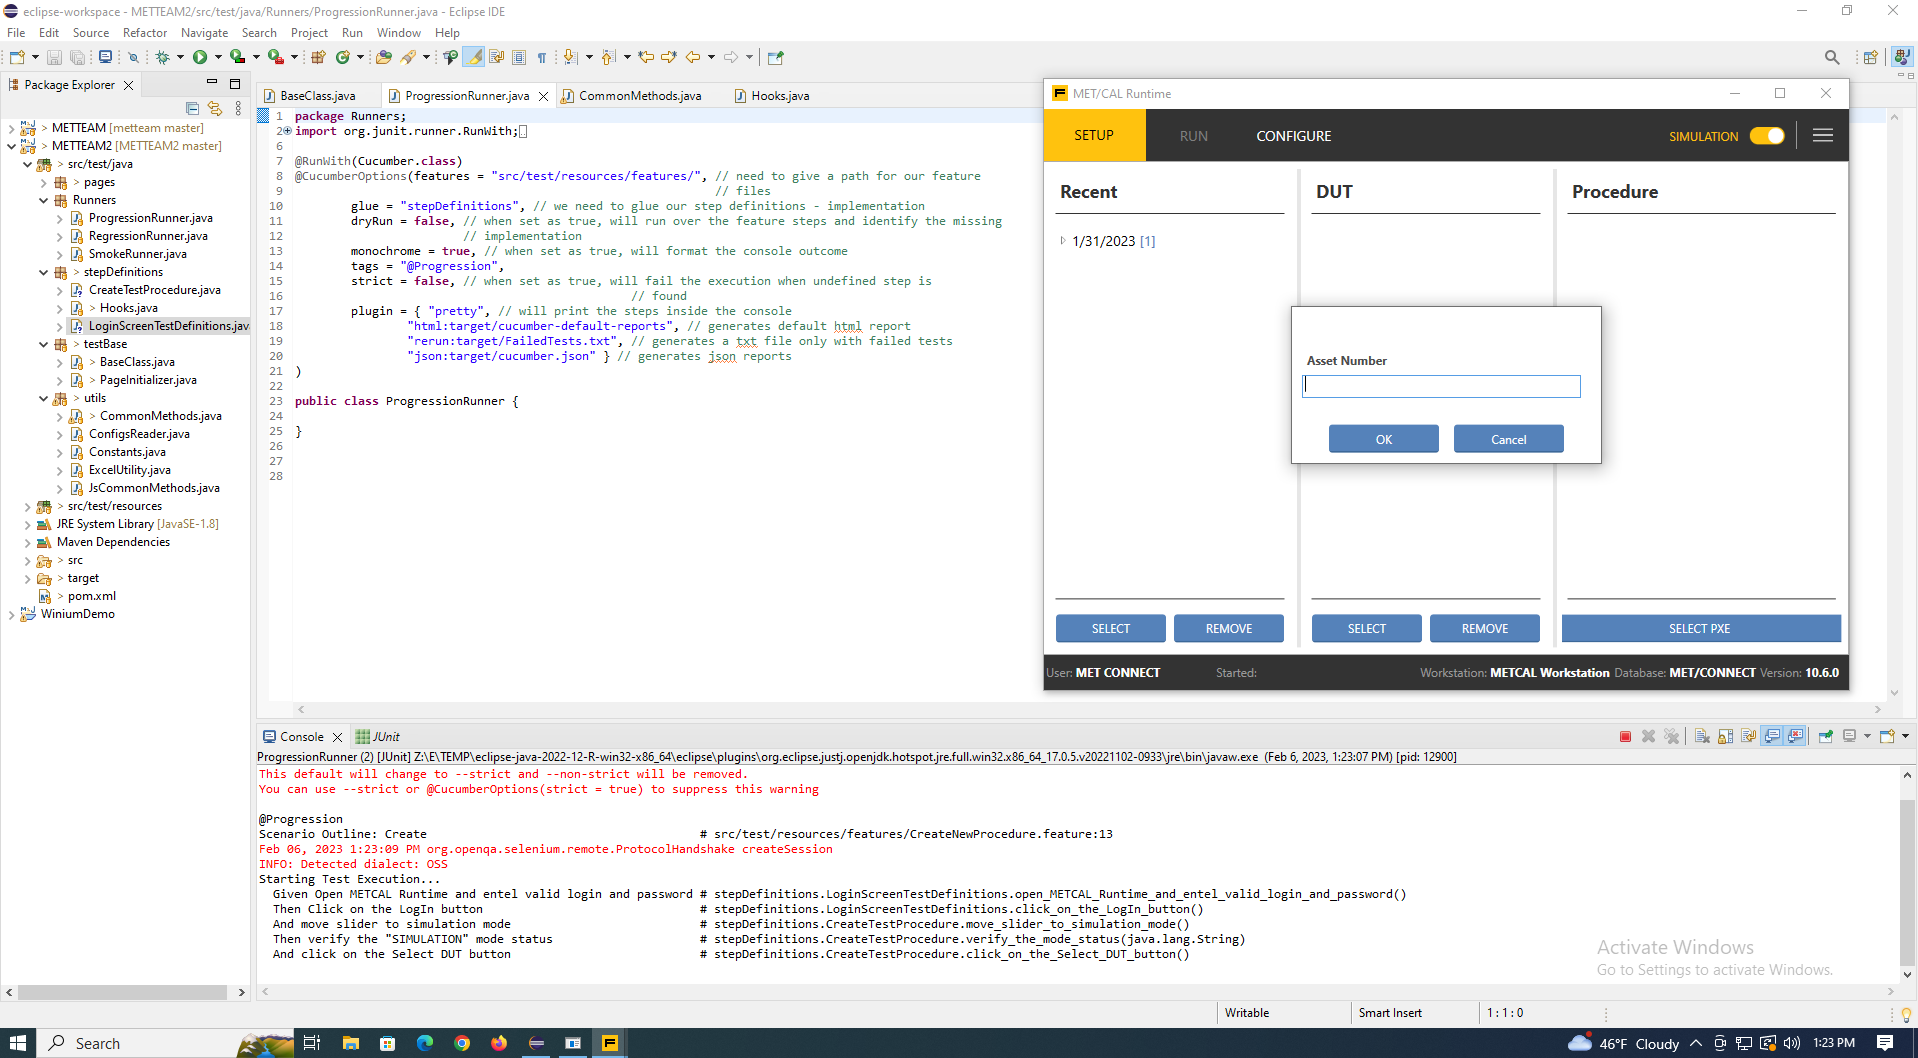 eclipse-workspace - METTEAM2/src/test/java/Runners/ProgressionRunner.java - Eclipse IDE
File Edit Source Refactor Navigate Search Project Run Window Help
Package Explorer
> METTEAM [metteam master]
> METTEAM2 [METTEAM2 master]
> src/test/java
> pages
Runners
ProgressionRunner.java
RegressionRunner.java
SmokeRunner.java
> stepDefinitions
CreateTestProcedure.java
> Hooks.java
LoginScreenTestDefinitions.jav
> testBase
> BaseClass.java
> PageInitializer.java
> utils
> CommonMethods.java
ConfigsReader.java
Constants.java
ExcelUtility.java
JsCommonMethods.java
> src/test/resources
JRE System Library [JavaSE-1.8]
Maven Dependencies
> src
> target
> pom.xml
WiniumDemo
BaseClass.java ProgressionRunner.java CommonMethods.java Hooks.java
1 package Runners;
2 import org.junit.runner.RunWith;
6
7 @RunWith(Cucumber.class)
8 @CucumberOptions(features = "src/test/resources/features/", // need to give a path for our feature
9 // files
10 glue = "stepDefinitions", // we need to glue our step definitions - implementation
11 dryRun = false, // when set as true, will run over the feature steps and identify the missing
12 // implementation
13 monochrome = true, // when set as true, will format the console outcome
14 tags = "@Progression",
15 strict = false, // when set as true, will fail the execution when undefined step is
16 // found
17 plugin = { "pretty", // will print the steps inside the console
18 "html:target/cucumber-default-reports", // generates default html report
19 "rerun:target/FailedTests.txt", // generates a txt file only with failed tests
20 "json:target/cucumber.json" } // generates json reports
21 )
22
23 public class ProgressionRunner {
24
25 }
26
27
28
MET/CAL Runtime
SETUP RUN CONFIGURE SIMULATION
Recent DUT Procedure
1/31/2023 [1]
Asset Number
OK Cancel
SELECT REMOVE SELECT REMOVE SELECT PXE
User: MET CONNECT Started: Workstation: METCAL Workstation Database: MET/CONNECT Version: 10.6.0
Console JUnit
ProgressionRunner (2) [JUnit] Z:\E\TEMP\eclipse-java-2022-12-R-win32-x86_64\eclipse\plugins\org.eclipse.justj.openjdk.hotspot.jre.full.win32.x86_64_17.0.5.v20221102-0933\jre\bin\javaw.exe (Feb 6, 2023, 1:23:07 PM) [pid: 12900]
This default will change to --strict and --non-strict will be removed.
You can use --strict or @CucumberOptions(strict = true) to suppress this warning
@Progression
Scenario Outline: Create # src/test/resources/features/CreateNewProcedure.feature:13
Feb 06, 2023 1:23:09 PM org.openqa.selenium.remote.ProtocolHandshake createSession
INFO: Detected dialect: OSS
Starting Test Execution...
Given Open METCAL Runtime and entel valid login and password # stepDefinitions.LoginScreenTestDefinitions.open_METCAL_Runtime_and_entel_valid_login_and_password()
Then Click on the LogIn button # stepDefinitions.LoginScreenTestDefinitions.click_on_the_LogIn_button()
And move slider to simulation mode # stepDefinitions.CreateTestProcedure.move_slider_to_simulation_mode()
Then verify the "SIMULATION" mode status # stepDefinitions.CreateTestProcedure.verify_the_mode_status(java.lang.String)
And click on the Select DUT button # stepDefinitions.CreateTestProcedure.click_on_the_Select_DUT_button()
Activate Windows
Go to Settings to activate Windows.
Writable Smart Insert 1 : 1 : 0
Search 46°F Cloudy 1:23 PM